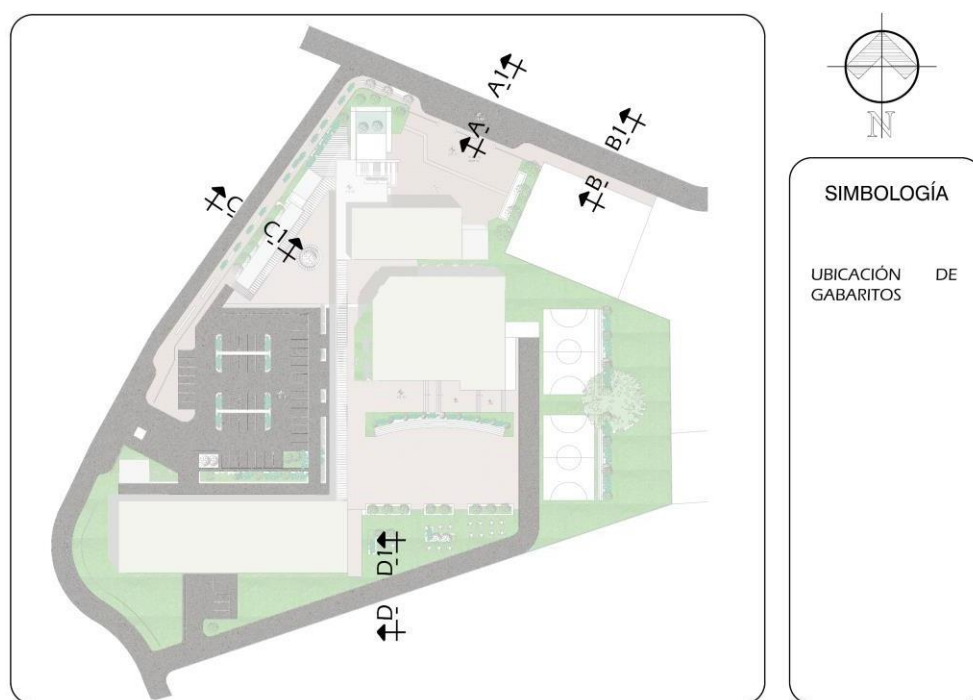 A1
A
B1
B
C
C1
D1
D
N
SIMBOLOGÍA
UBICACIÓN DE
GABARITOS